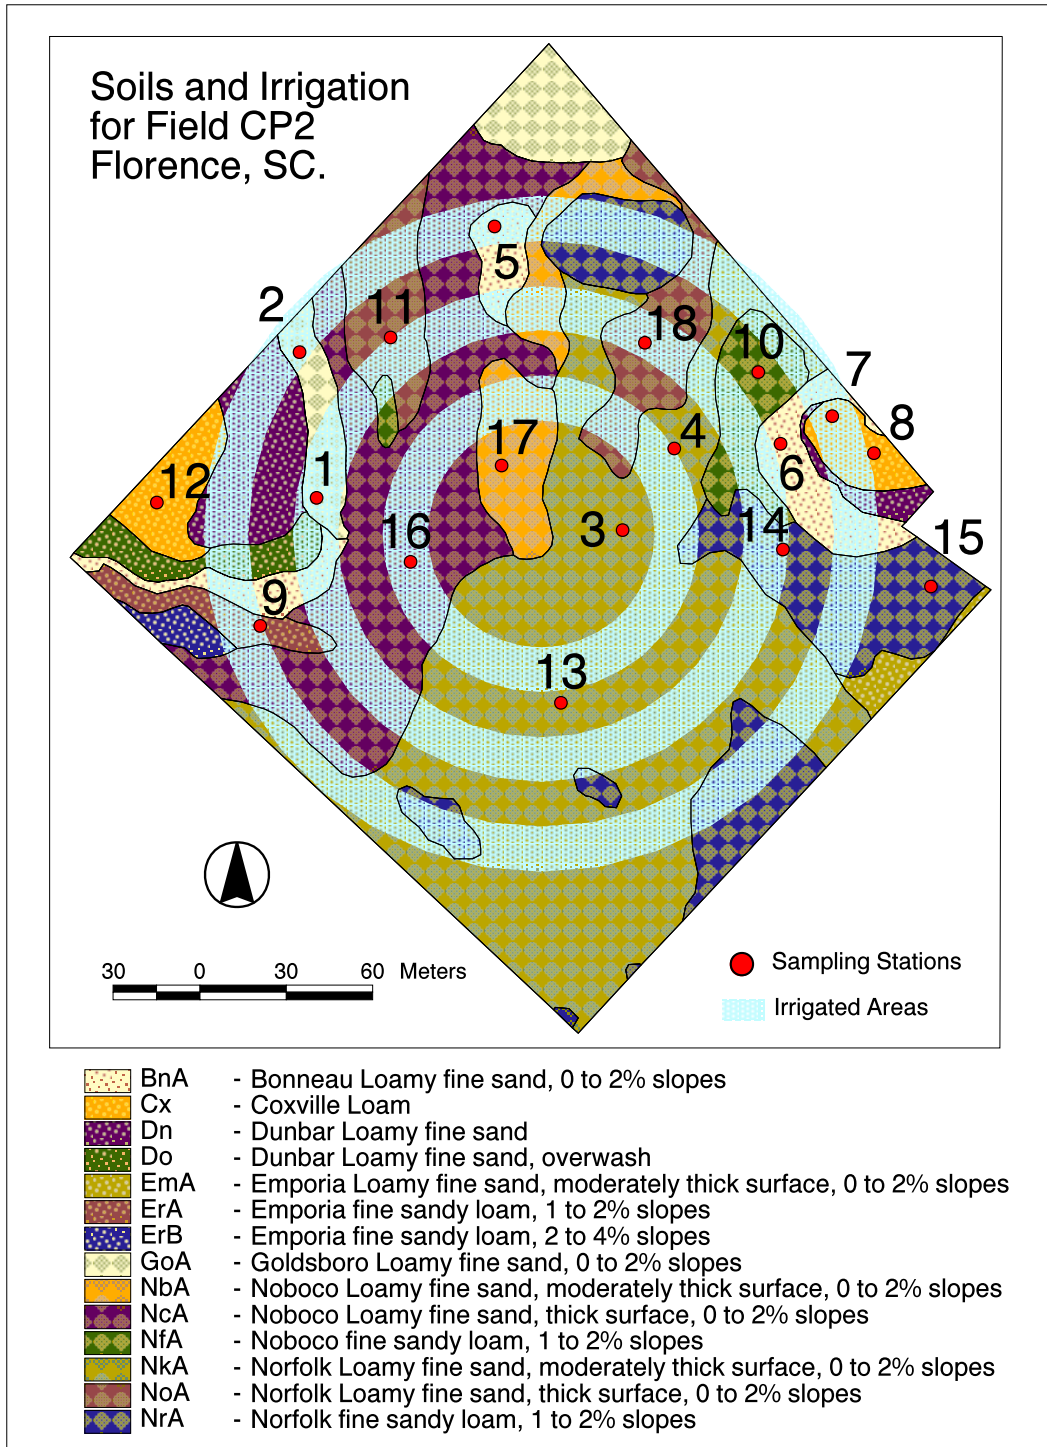 Soils and Irrigation
for Field CP2
Florence, SC.
5
2
11
18
10
7
8
4
17
12
1
6
16
3
14
15
9
13
30 0 30 60 Meters
Sampling Stations
Irrigated Areas
BnA - Bonneau Loamy fine sand, 0 to 2% slopes
Cx - Coxville Loam
Dn - Dunbar Loamy fine sand
Do - Dunbar Loamy fine sand, overwash
EmA - Emporia Loamy fine sand, moderately thick surface, 0 to 2% slopes
ErA - Emporia fine sandy loam, 1 to 2% slopes
ErB - Emporia fine sandy loam, 2 to 4% slopes
GoA - Goldsboro Loamy fine sand, 0 to 2% slopes
NbA - Noboco Loamy fine sand, moderately thick surface, 0 to 2% slopes
NcA - Noboco Loamy fine sand, thick surface, 0 to 2% slopes
NfA - Noboco fine sandy loam, 1 to 2% slopes
NkA - Norfolk Loamy fine sand, moderately thick surface, 0 to 2% slopes
NoA - Norfolk Loamy fine sand, thick surface, 0 to 2% slopes
NrA - Norfolk fine sandy loam, 1 to 2% slopes